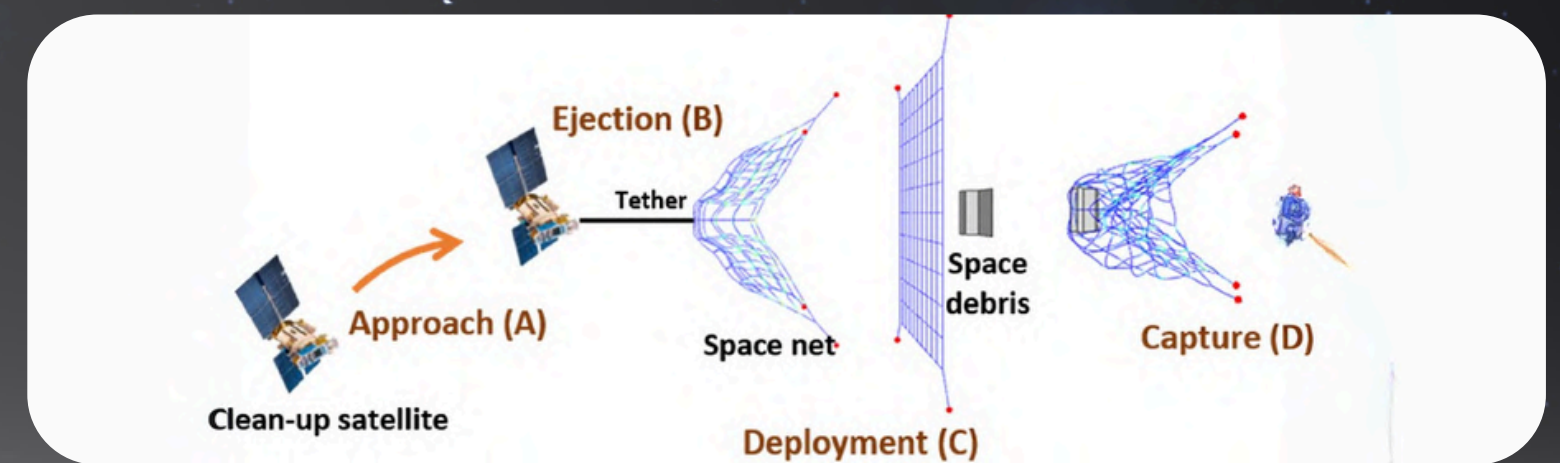 Ejection (B)
Tether
Approach (A)
Space net
Clean-up satellite
Space
debris
Deployment (C)
Capture (D)